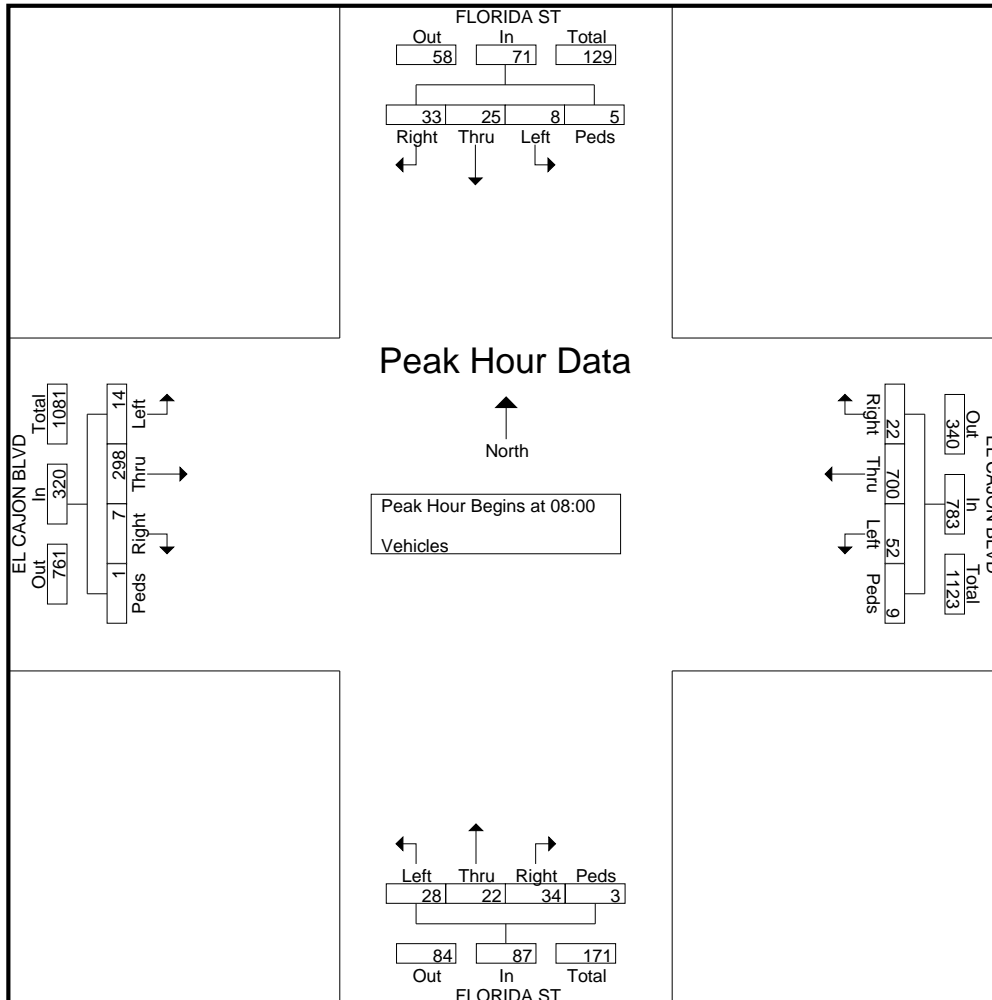 FLORIDA ST
Out In Total
58 71 129
33 25 8 5
Right Thru Left Peds
Peak Hour Data
North
Peak Hour Begins at 08:00
Vehicles
EL CAJON BLVD
Out In Total
761 320 1081
Peds Right Thru Left
1 7 298 14
EL CAJON BLVD
Out In Total
340 783 1123
Right Thru Left Peds
22 700 52 9
Left Thru Right Peds
28 22 34 3
84 87 171
Out In Total
FLORIDA ST